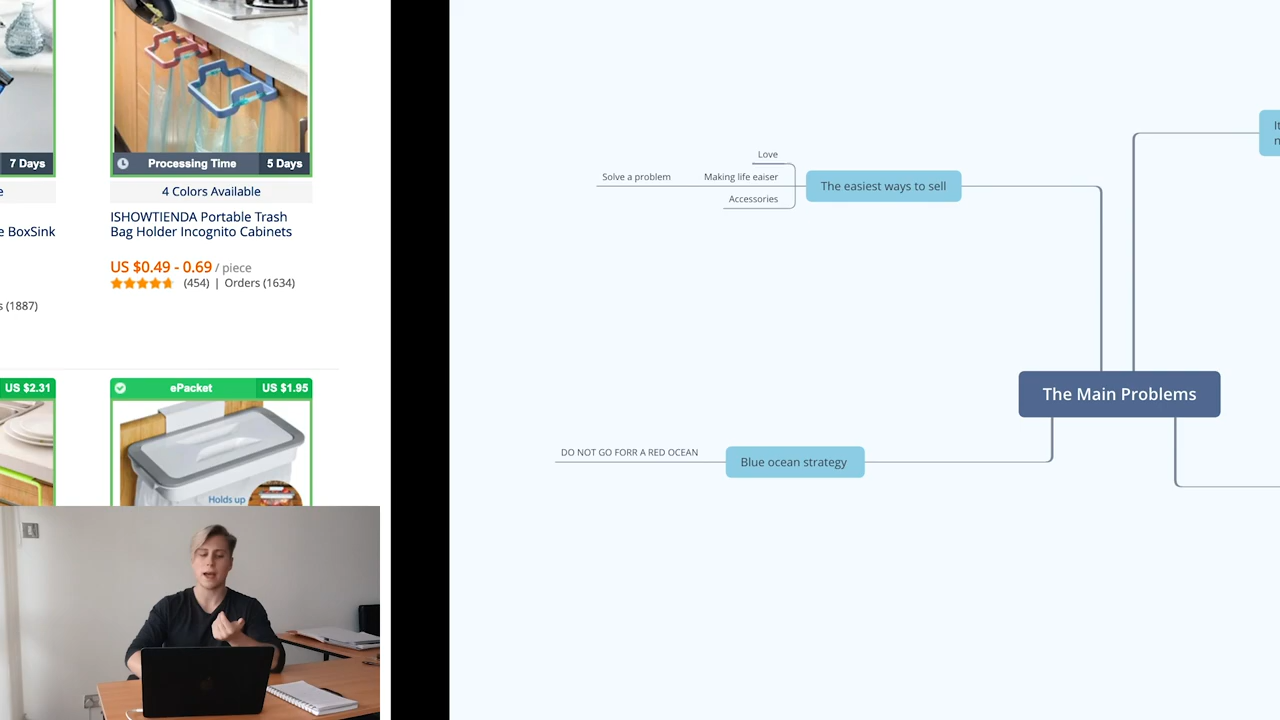 7 Days
Processing Time
5 Days
4 Colors Available
ISHOWTIENDA Portable Trash
Bag Holder Incognito Cabinets
e BoxSink
US $0.49 - 0.69 / piece
(454) | Orders (1634)
s (1887)
US $2.31
ePacket
US $1.95
Holds up
Love
Solve a problem
Making life eaiser
Accessories
The easiest ways to sell
The Main Problems
DO NOT GO FORR A RED OCEAN
Blue ocean strategy